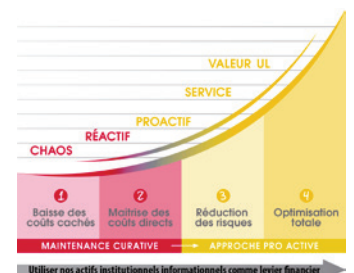 VALEUR UL
SERVICE
PROACTIF
RÉACTIF
CHAOS
1 2 3 4
Baisse des coûts cachés
Maitrise des coûts directs
Réduction des risques
Optimisation totale
MAINTENANCE CURATIVE → APPROCHE PRO ACTIVE
Utiliser nos actifs institutionnels informationnels comme levier financier